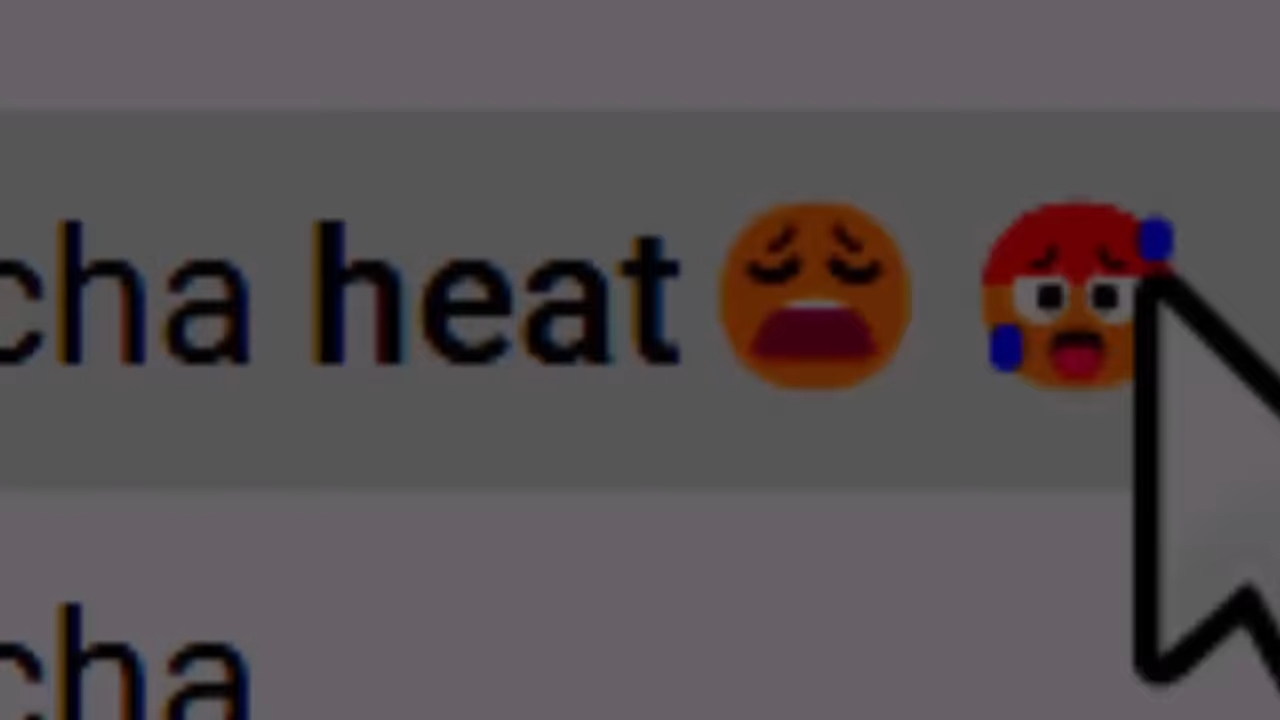 cha heat 😩 🥵
cha